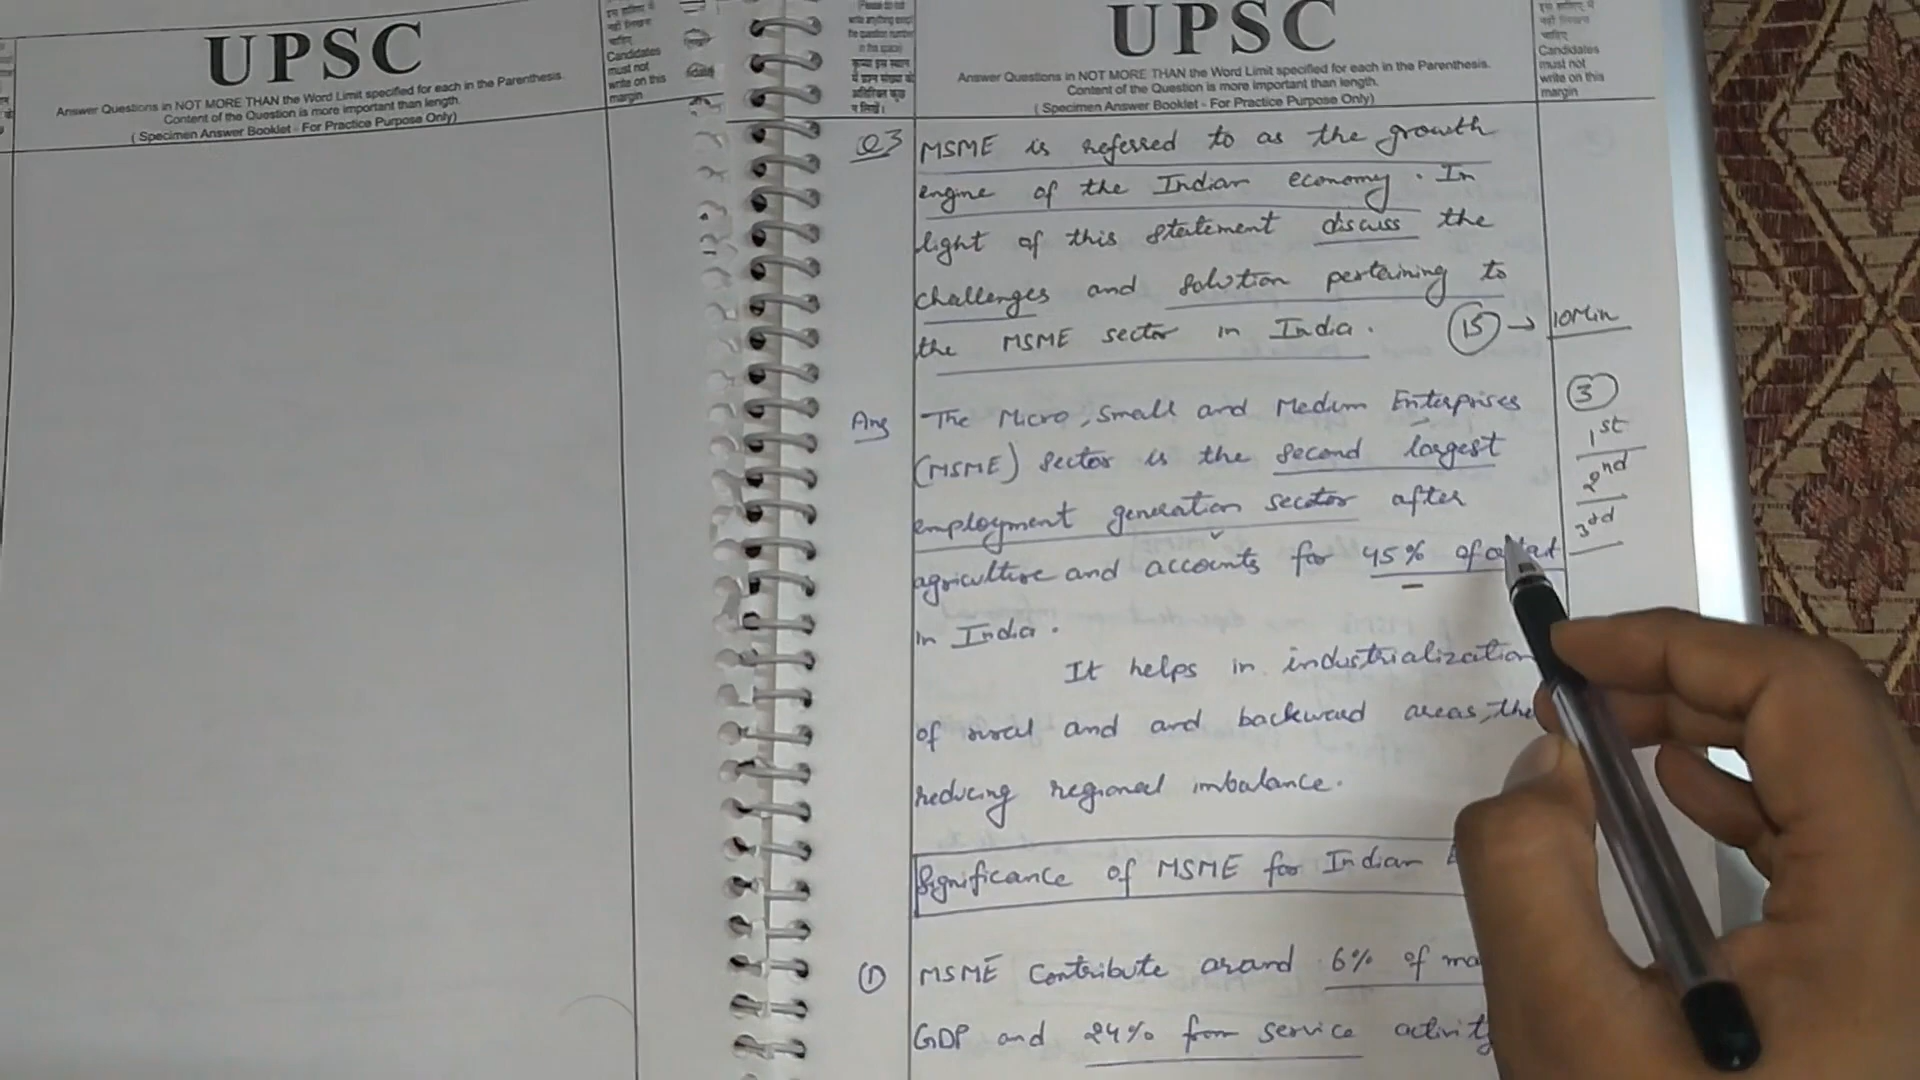 UPSC
Answer Questions in NOT MORE THAN the Word Limit specified for each in the Parenthesis.
Content of the Question is more important than length.
( Specimen Answer Booklet - For Practice Purpose Only)
Candidates
must not
write on this
margin
UPSC
Answer Questions in NOT MORE THAN the Word Limit specified for each in the Parenthesis.
Content of the Question is more important than length.
( Specimen Answer Booklet - For Practice Purpose Only)
Candidates
must not
write on this
margin
Q3 MSME is referred to as the growth
engine of the Indian economy. In
light of this statement discuss the
challenges and solution pertaining to
the MSME sector in India. 15 → 10Min
Ans The Micro, Small and Medium Enterprises
(MSME) sector is the second largest
employment generation sector after
agriculture and accounts for 45% of
in India.
It helps in industrialization
of rural and and backward areas, the
reducing regional imbalance.
3
1st
2nd
3rd
Significance of MSME for Indian
① MSME Contribute around 6% of
GDP and 24% from service activity